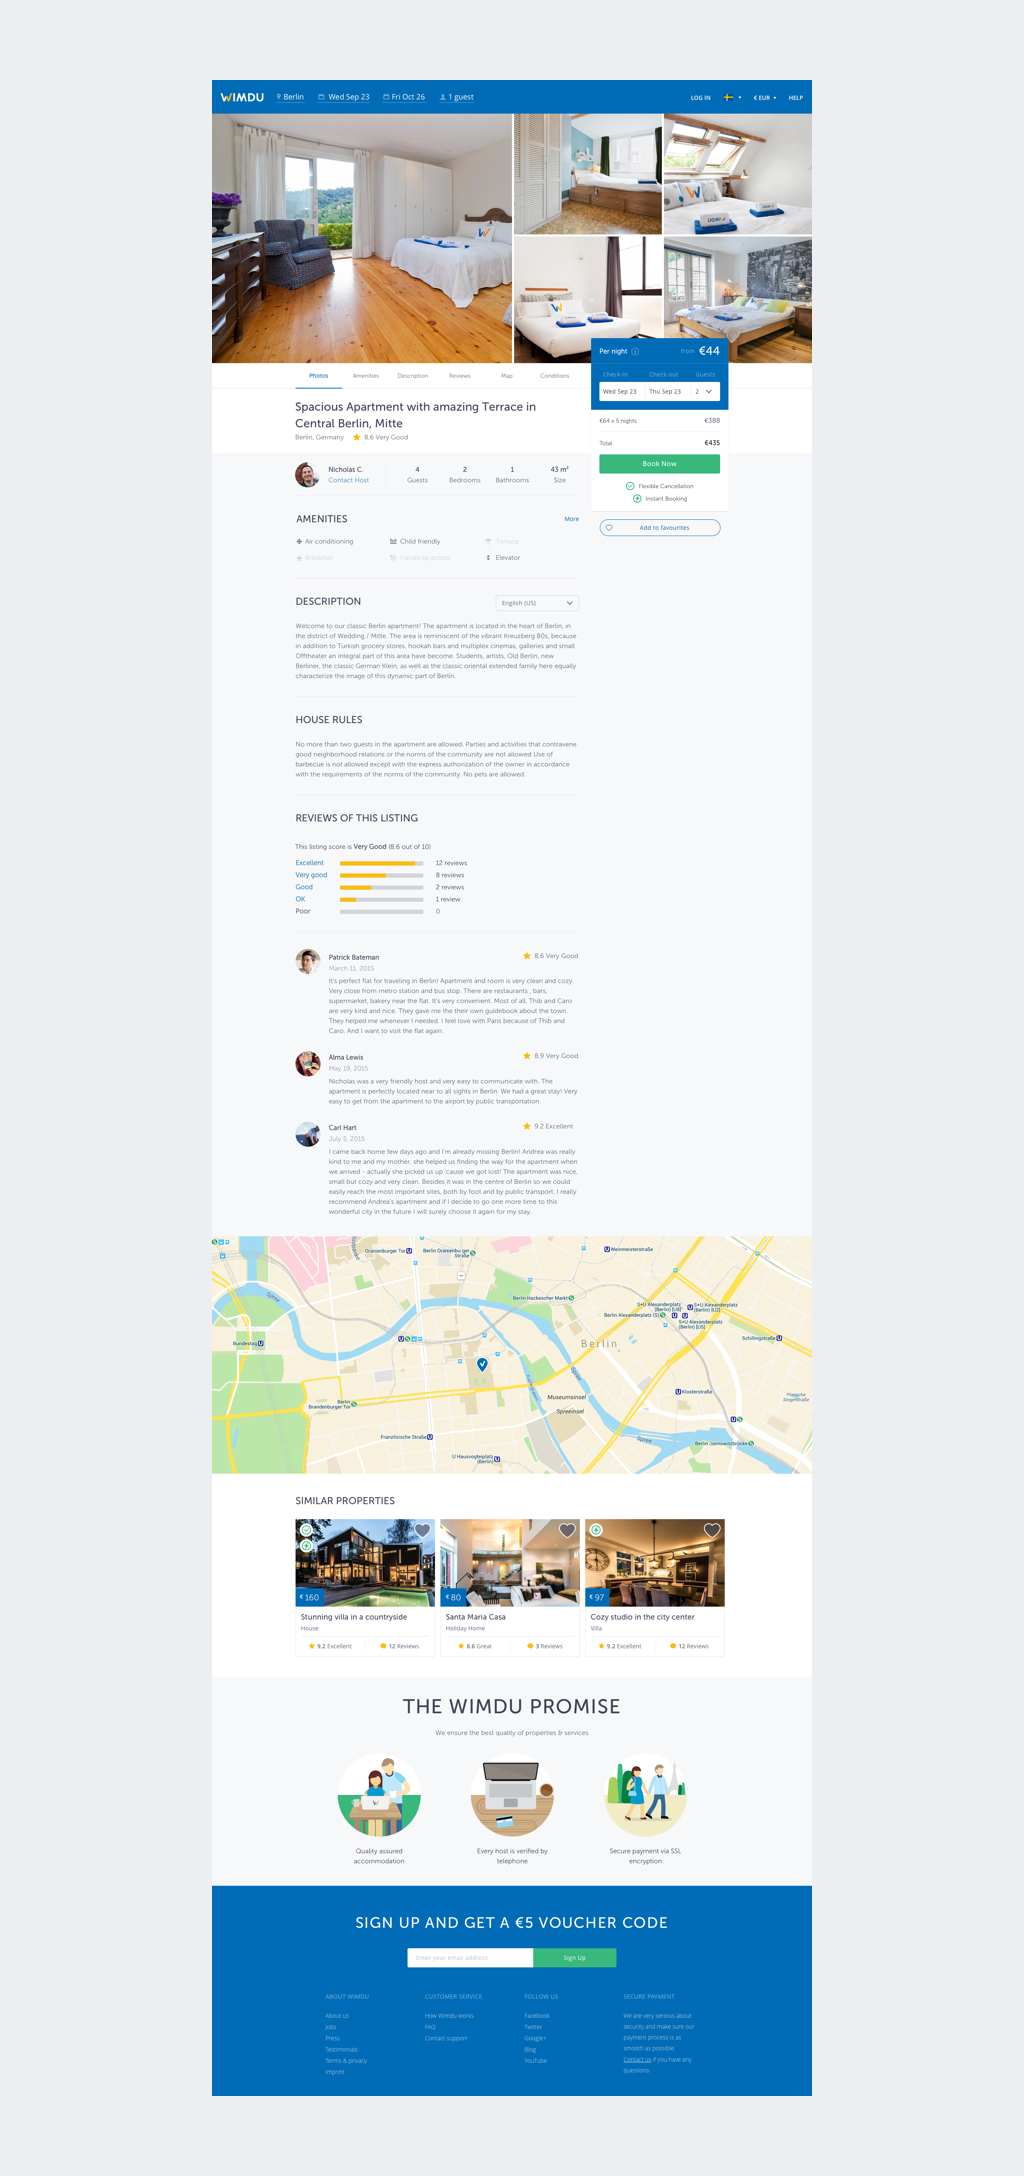 WIMDU Berlin Wed Sep 23 Fri Oct 26 1 guest LOG IN € EUR HELP
Per night from €44
Check-in Check-out Guests
Wed Sep 23 Thu Sep 23 2
Photos Amenities Description Reviews Map Conditions
€64 x 5 nights €388
Total €435
Book Now
Flexible Cancellation
Instant Booking
Add to favourites
Spacious Apartment with amazing Terrace in
Central Berlin, Mitte
Berlin, Germany 8.6 Very Good
Nicholas C. 4 2 1 43 m²
Contact Host Guests Bedrooms Bathrooms Size
AMENITIES More
Air conditioning Child friendly Terrace
Breakfast Handicap access Elevator
DESCRIPTION English (US)
Welcome to our classic Berlin apartment! The apartment is located in the heart of Berlin, in
the district of Wedding / Mitte. The area is reminiscent of the vibrant Kreuzberg 80s, because
in addition to Turkish grocery stores, hookah bars and multiplex cinemas, galleries and small
Offtheater an integral part of this area have become. Students, artists, Old Berlin, new
Berliner, the classic German Klein, as well as the classic oriental extended family here equally
characterize the image of this dynamic part of Berlin.
HOUSE RULES
No more than two guests in the apartment are allowed. Parties and activities that contravene
good neighborhood relations or the norms of the community are not allowed Use of
barbecue is not allowed except with the express authorization of the owner in accordance
with the requirements of the norms of the community. No pets are allowed.
REVIEWS OF THIS LISTING
This listing score is Very Good (8,6 out of 10)
Excellent 12 reviews
Very good 8 reviews
Good 2 reviews
OK 1 review
Poor 0
Patrick Bateman 8.6 Very Good
March 11, 2015
It's perfect flat for traveling in Berlin! Apartment and room is very clean and cozy.
Very close from metro station and bus stop. There are restaurants , bars,
supermarket, bakery near the flat. It's very convenient. Most of all, Thib and Caro
are very kind and nice. They gave me the their own guidebook about the town.
They helped me whenever I needed. I feel love with Paris because of Thib and
Caro. And I want to visit the flat again.
Alma Lewis 8.9 Very Good
May 19, 2015
Nicholas was a very friendly host and very easy to communicate with. The
apartment is perfectly located near to all sights in Berlin. We had a great stay! Very
easy to get from the apartment to the airport by public transportation.
Carl Hart 9.2 Excellent
July 5, 2015
I came back home few days ago and I'm already missing Berlin! Andrea was really
kind to me and my mother, she helped us finding the way for the apartment when
we arrived - actually she picked us up 'cause we got lost! The apartment was nice,
small but cozy and very clean. Besides it was in the centre of Berlin so we could
easily reach the most important sites, both by foot and by public transport. I really
recommend Andrea's apartment and if I decide to go one more time to this
wonderful city in the future I will surely choose it again for my stay.
Oranienburger Tor
Berlin Oranienburger
Straße
Weinmeisterstraße
Spree
Berlin Hackescher Markt
S+U Alexanderplatz
(Berlin) [U8]
S+U Alexanderplatz
(Berlin) [U2]
Berlin Alexanderplatz (S)
S+U Alexanderplatz
(Berlin) [U5]
Schillingstraße
Bundestag
Berlin
Spree
Klosterstraße
Museumsinsel
Spreeinsel
Berlin
Brandenburger Tor
Französische Straße
Spree
Berlin Jannowitzbrücke
U Hausvogteiplatz
(Berlin)
SIMILAR PROPERTIES
€ 160 € 80 € 97
Stunning villa in a countryside Santa Maria Casa Cozy studio in the city center
House Holiday Home Villa
9.2 Excellent 12 Reviews 8.6 Great 3 Reviews 9.2 Excellent 12 Reviews
THE WIMDU PROMISE
We ensure the best quality of properties & services
Quality assured
accommodation
Every host is verified by
telephone
Secure payment via SSL
encryption
SIGN UP AND GET A €5 VOUCHER CODE
Enter your email address Sign Up
ABOUT WIMDU
About us
Jobs
Press
Testimonials
Terms & privacy
Imprint
CUSTOMER SERVICE
How Wimdu works
FAQ
Contact support
FOLLOW US
Facebook
Twitter
Google+
Blog
YouTube
SECURE PAYMENT
We are very serious about
security and make sure our
payment process is as
smooth as possible
Contact us if you have any
questions